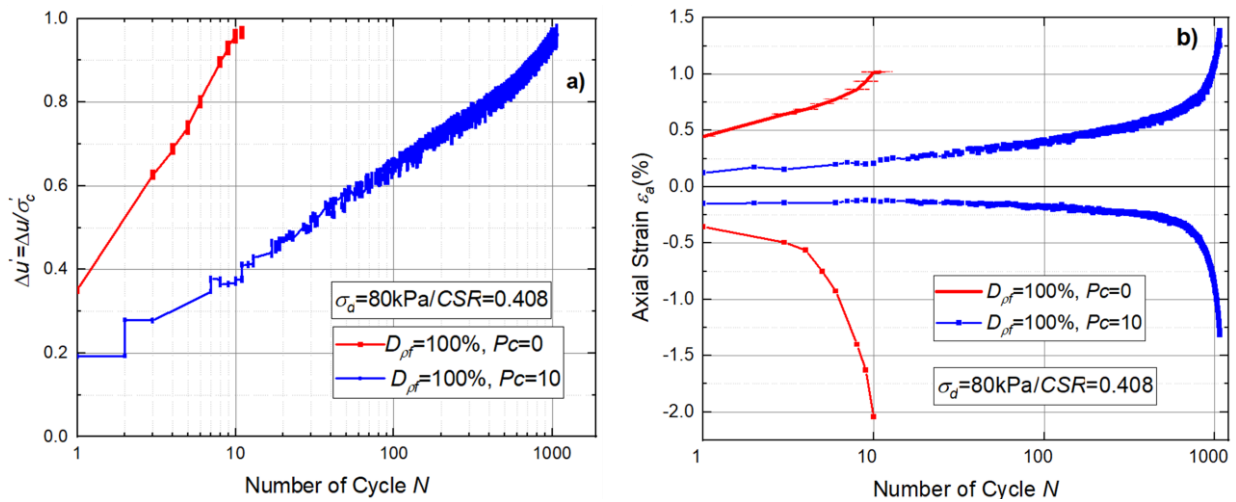 1.0
0.8
0.6
0.4
0.2
0.0
Δu'=Δu/σ'c
a)
σa=80kPa/CSR=0.408
Dρf=100%, Pc=0
Dρf=100%, Pc=10
1
10
100
1000
Number of Cycle N
1.5
1.0
0.5
0.0
-0.5
-1.0
-1.5
-2.0
Axial Strain εa(%)
b)
Dρf=100%, Pc=0
Dρf=100%, Pc=10
σd=80kPa/CSR=0.408
1
10
100
1000
Number of Cycle N